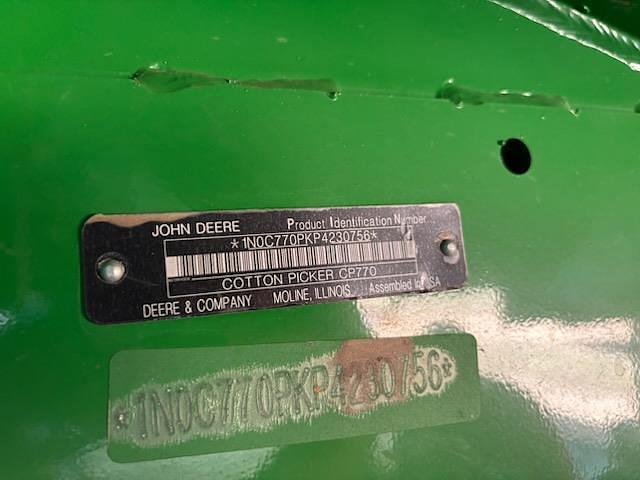 JOHN DEERE Product Identification Number
*1N0C770PKP4230756*
COTTON PICKER CP770
DEERE & COMPANY MOLINE, ILLINOIS Assembled in USA
*1N0C770PKP4230756*